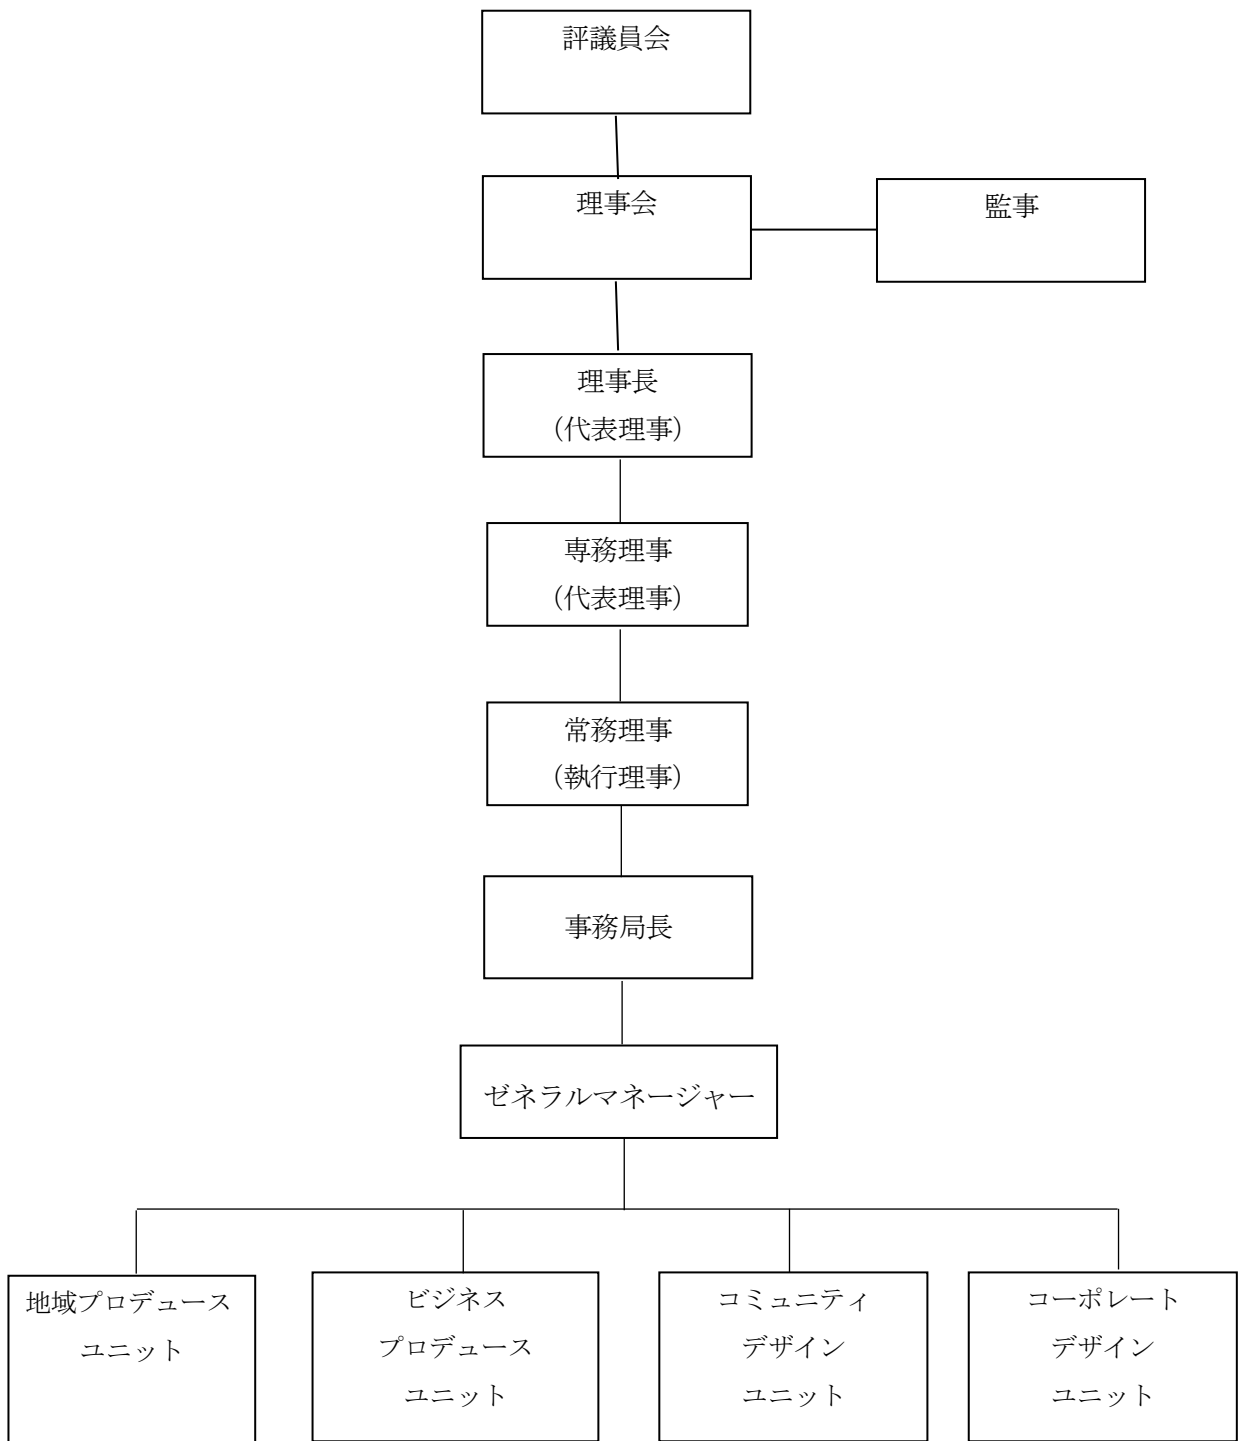 評議員会
理事会
監事
理事長
（代表理事）
専務理事
（代表理事）
常務理事
（執行理事）
事務局長
ゼネラルマネージャー
地域プロデュース
ユニット
ビジネス
プロデュース
ユニット
コミュニティ
デザイン
ユニット
コーポレート
デザイン
ユニット